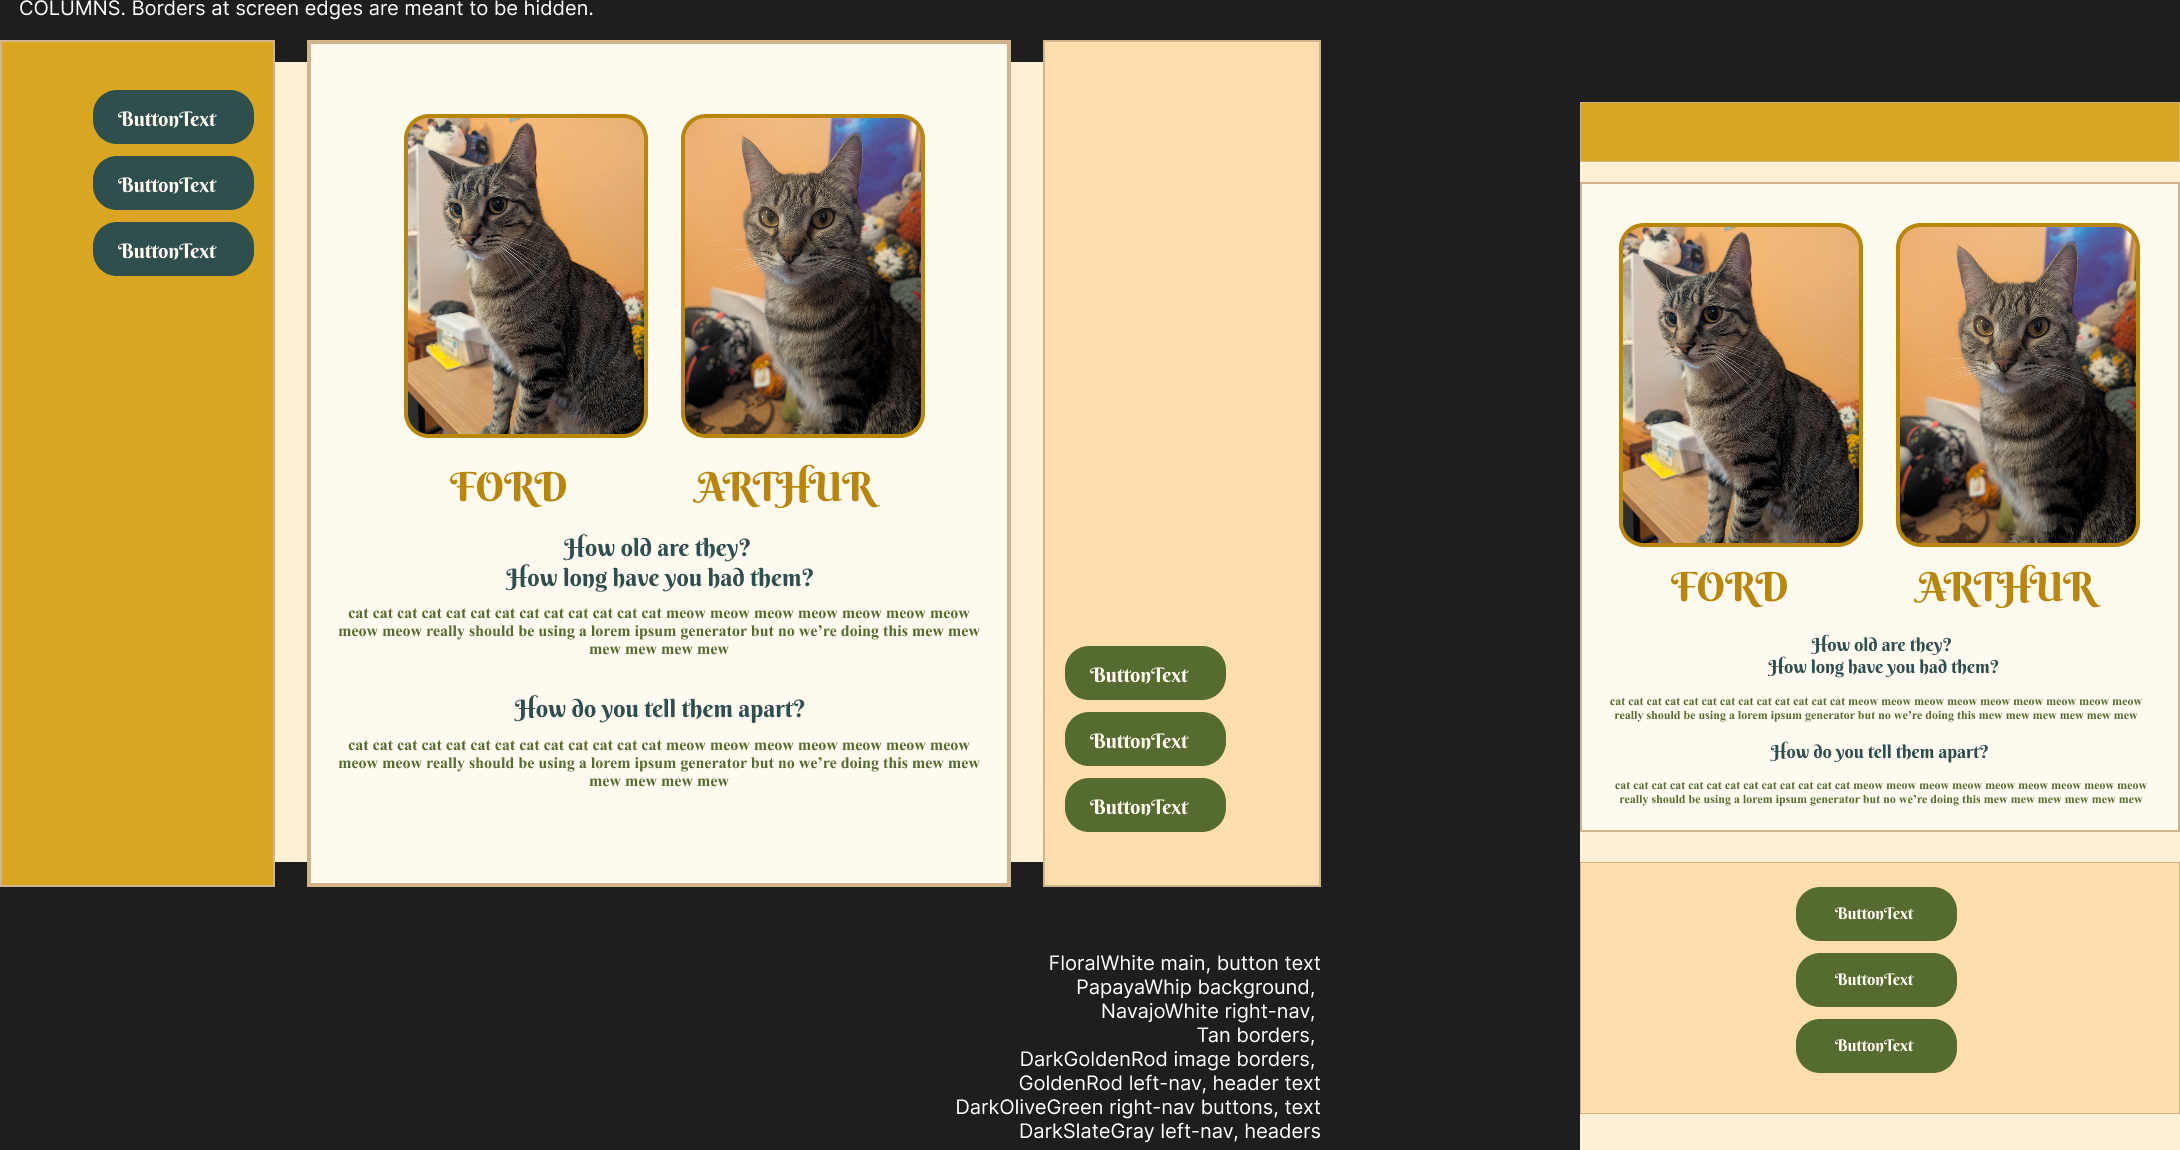 COLUMNS. Borders at screen edges are meant to be hidden.
ButtonText
ButtonText
ButtonText
FORD
ARTHUR
How old are they?
How long have you had them?
cat cat cat cat cat cat cat cat cat cat cat cat cat meow meow meow meow meow meow meow
meow meow really should be using a lorem ipsum generator but no we're doing this mew mew
mew mew mew mew
How do you tell them apart?
cat cat cat cat cat cat cat cat cat cat cat cat cat meow meow meow meow meow meow meow
meow meow really should be using a lorem ipsum generator but no we're doing this mew mew
mew mew mew mew
ButtonText
ButtonText
ButtonText
FloralWhite main, button text
PapayaWhip background,
NavajoWhite right-nav,
Tan borders,
DarkGoldenRod image borders,
GoldenRod left-nav, header text
DarkOliveGreen right-nav buttons, text
DarkSlateGray left-nav, headers
FORD
ARTHUR
How old are they?
How long have you had them?
cat cat cat cat cat cat cat cat cat cat cat cat cat meow meow meow meow meow meow meow meow meow
really should be using a lorem ipsum generator but no we're doing this mew mew mew mew mew mew
How do you tell them apart?
cat cat cat cat cat cat cat cat cat cat cat cat cat meow meow meow meow meow meow meow meow meow
really should be using a lorem ipsum generator but no we're doing this mew mew mew mew mew mew
ButtonText
ButtonText
ButtonText